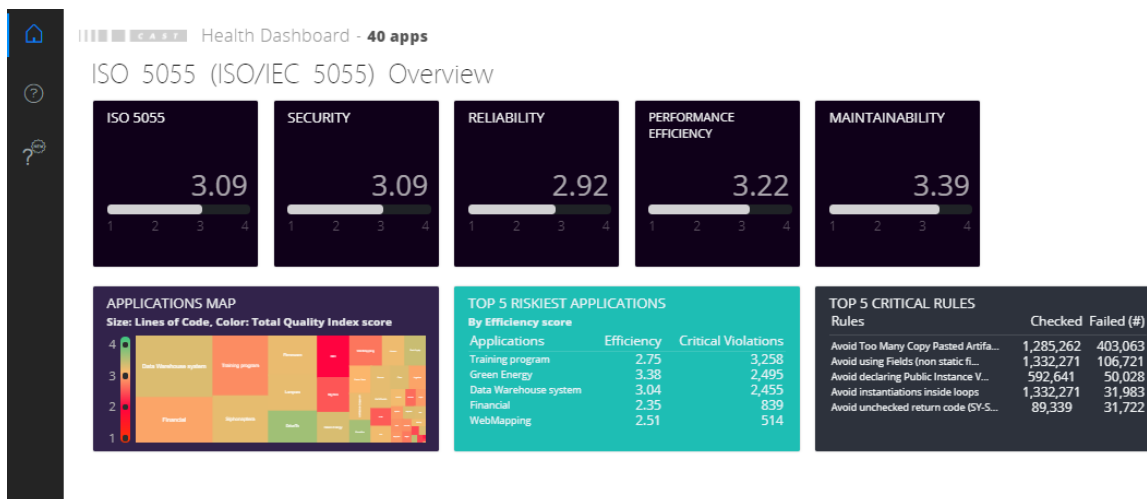 CAST Health Dashboard - 40 apps
ISO 5055 (ISO/IEC 5055) Overview
ISO 5055
3.09
1 2 3 4
SECURITY
3.09
1 2 3 4
RELIABILITY
2.92
1 2 3 4
PERFORMANCE
EFFICIENCY
3.22
1 2 3 4
MAINTAINABILITY
3.39
1 2 3 4
APPLICATIONS MAP
Size: Lines of Code, Color: Total Quality Index score
4
3
2
1
Data Warehouse system
Training program
Financial
TOP 5 RISKIEST APPLICATIONS
By Efficiency score
Applications Efficiency Critical Violations
Training program 2.75 3,258
Green Energy 3.38 2,495
Data Warehouse system 3.04 2,455
Financial 2.35 839
WebMapping 2.51 514
TOP 5 CRITICAL RULES
Rules Checked Failed (#)
Avoid Too Many Copy Pasted Artifa... 1,285,262 403,063
Avoid using Fields (non static fi... 1,332,271 106,721
Avoid declaring Public Instance V... 592,641 50,028
Avoid instantiations inside loops 1,332,271 31,983
Avoid unchecked return code (SY-S... 89,339 31,722